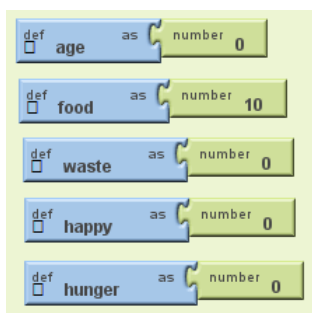 def age as number 0
def food as number 10
def waste as number 0
def happy as number 0
def hunger as number 0